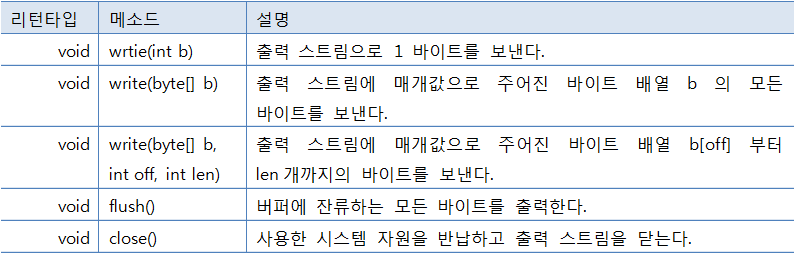 리턴타입 메소드 설명
void wrtie(int b) 출력 스트림으로 1 바이트를 보낸다.
void write(byte[] b) 출력 스트림에 매개값으로 주어진 바이트 배열 b 의 모든
바이트를 보낸다.
void write(byte[] b, 출력 스트림에 매개값으로 주어진 바이트 배열 b[off] 부터
int off, int len) len개까지의 바이트를 보낸다.
void flush() 버퍼에 잔류하는 모든 바이트를 출력한다.
void close() 사용한 시스템 자원을 반납하고 출력 스트림을 닫는다.